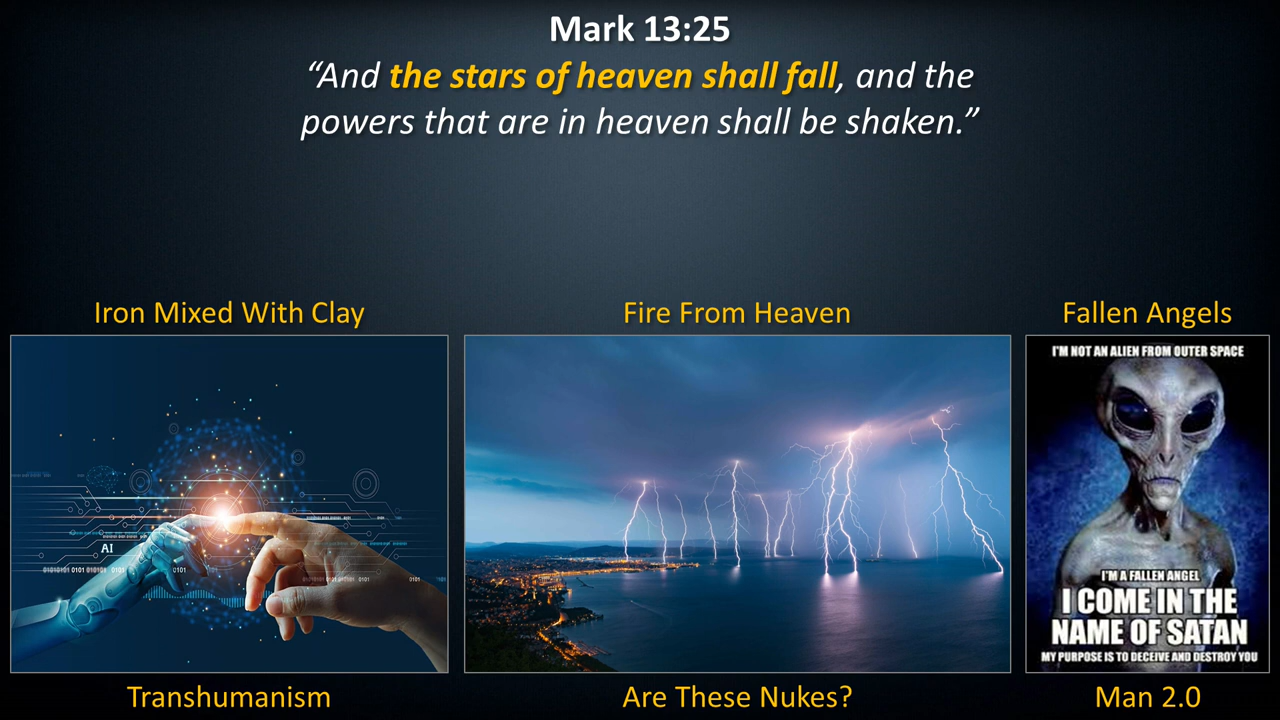 Mark 13:25
“And the stars of heaven shall fall, and the
powers that are in heaven shall be shaken.”
Iron Mixed With Clay
Fire From Heaven
Fallen Angels
I'M NOT AN ALIEN FROM OUTER SPACE
AI
I'M A FALLEN ANGEL
I COME IN THE
NAME OF SATAN
MY PURPOSE IS TO DECEIVE AND DESTROY YOU
Transhumanism
Are These Nukes?
Man 2.0